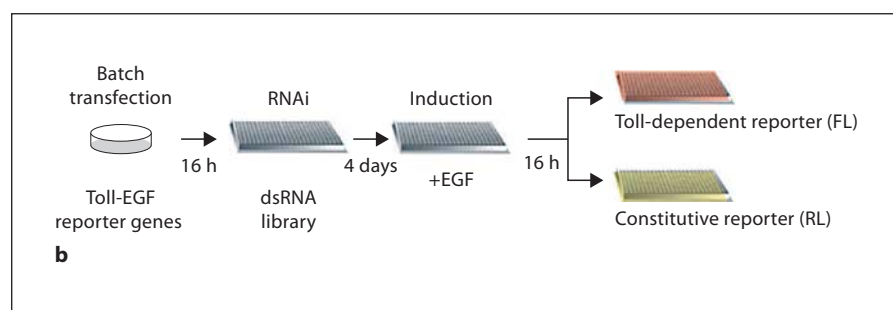 Batch
transfection
RNAi
Induction
Toll-dependent reporter (FL)
16 h
4 days
+EGF
16 h
Toll-EGF
reporter genes
dsRNA
library
Constitutive reporter (RL)
b